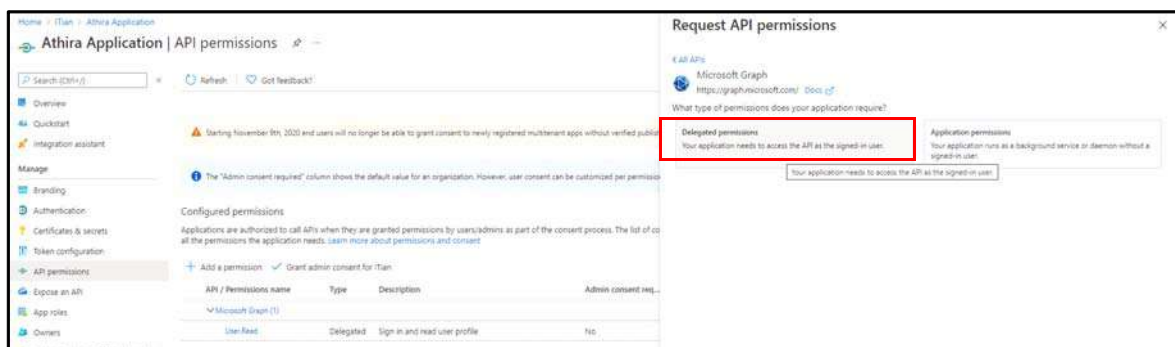 Home > ITian > Athira Application
Athira Application | API permissions
Search (Ctrl+/)
Refresh
Got feedback?
Overview
Quickstart
Integration assistant
Manage
Branding
Authentication
Certificates & secrets
Token configuration
API permissions
Expose an API
App roles
Owners
Starting November 9th, 2020 end users will no longer be able to grant consent to newly registered multitenant apps without verified publish
The "Admin consent required" column shows the default value for an organization. However, user consent can be customized per permissio
Configured permissions
Applications are authorized to call APIs when they are granted permissions by users/admins as part of the consent process. The list of co
all the permissions the application needs. Learn more about permissions and consent
Add a permission
Grant admin consent for ITian
API / Permissions name Type Description Admin consent req...
Microsoft Graph (1)
User.Read Delegated Sign in and read user profile No
Request API permissions
All APIs
Microsoft Graph
https://graph.microsoft.com/ Docs
What type of permissions does your application require?
Delegated permissions
Your application needs to access the API as the signed-in user.
Application permissions
Your application runs as a background service or daemon without a
signed-in user.
Your application needs to access the API as the signed-in user.